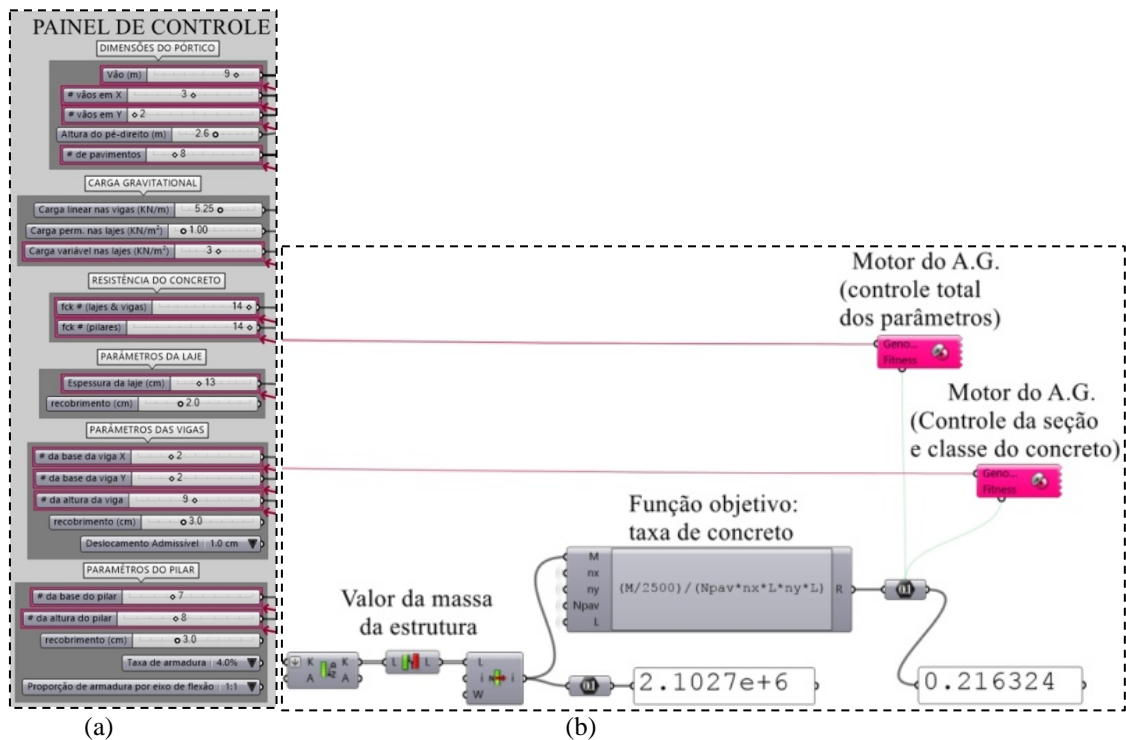 PAINEL DE CONTROLE
DIMENSÕES DO PÓRTICO
Vão (m) 9
# vãos em X 3
# vãos em Y 2
Altura do pé-direito (m) 2.6
# de pavimentos 8
CARGA GRAVITATIONAL
Carga linear nas vigas (KN/m) 5.25
Carga perm. nas lajes (KN/m²) 1.00
Carga variável nas lajes (KN/m²) 3
RESISTÊNCIA DO CONCRETO
fck # (lajes & vigas) 14
fck # (pilares) 14
PARÂMETROS DA LAJE
Espessura da laje (cm) 13
recobrimento (cm) 2.0
PARÂMETROS DAS VIGAS
# da base da viga X 2
# da base da viga Y 2
# da altura da viga 9
recobrimento (cm) 3.0
Deslocamento Admissível 1.0 cm
PARAMÊTROS DO PILAR
# da base do pilar 7
# da altura do pilar 8
recobrimento (cm) 3.0
Taxa de armadura 4.0%
Proporção de armadura por eixo de flexão 1:1
(a)
Motor do A.G.
(controle total
dos parâmetros)
Geno...
Fitness
Motor do A.G.
(Controle da seção
e classe do concreto)
Geno...
Fitness
Função objetivo:
taxa de concreto
M
nx
ny
Npav
L
(M/2500)/(Npav*nx*L*ny*L)
R
Valor da massa
da estrutura
K K
A A
L L
L
i i
W
2.1027e+6
0.216324
(b)